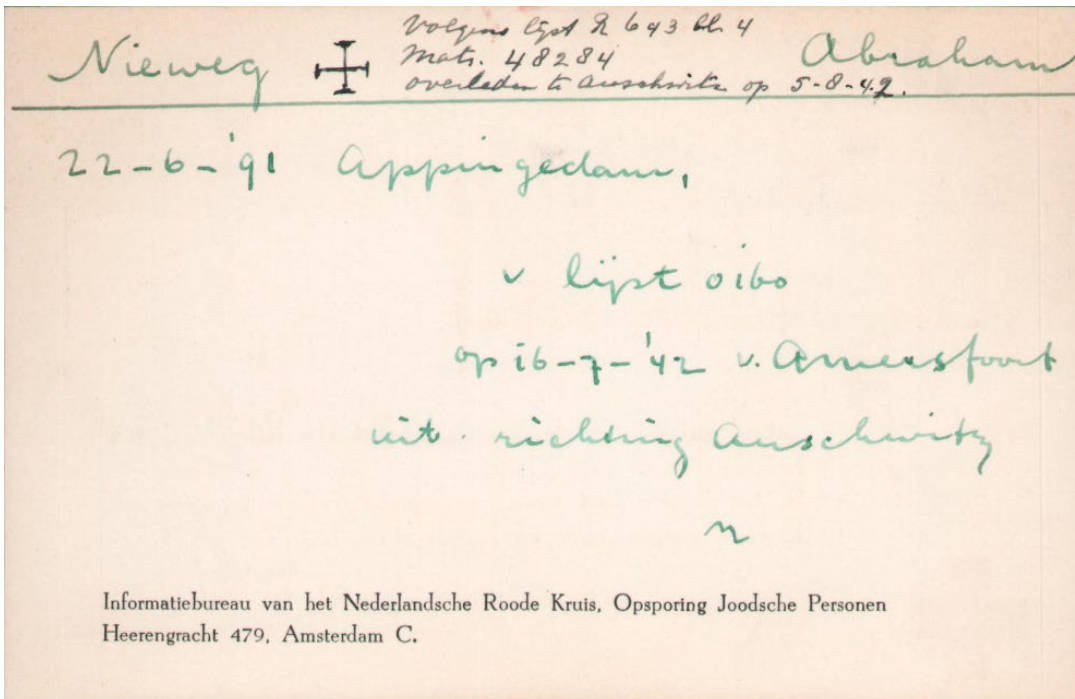 Nieweg Abraham
volgens lijst R 643 bl. 4
Matr. 48284
overleden te Auschwitz op 5-8-42.
22-6-'91 Appingedam,
v lijst oibo
op 16-7-'42 v. Amersfoort
uit richting Auschwitz
n
Informatiebureau van het Nederlandsche Roode Kruis, Opsporing Joodsche Personen
Heerengracht 479, Amsterdam C.